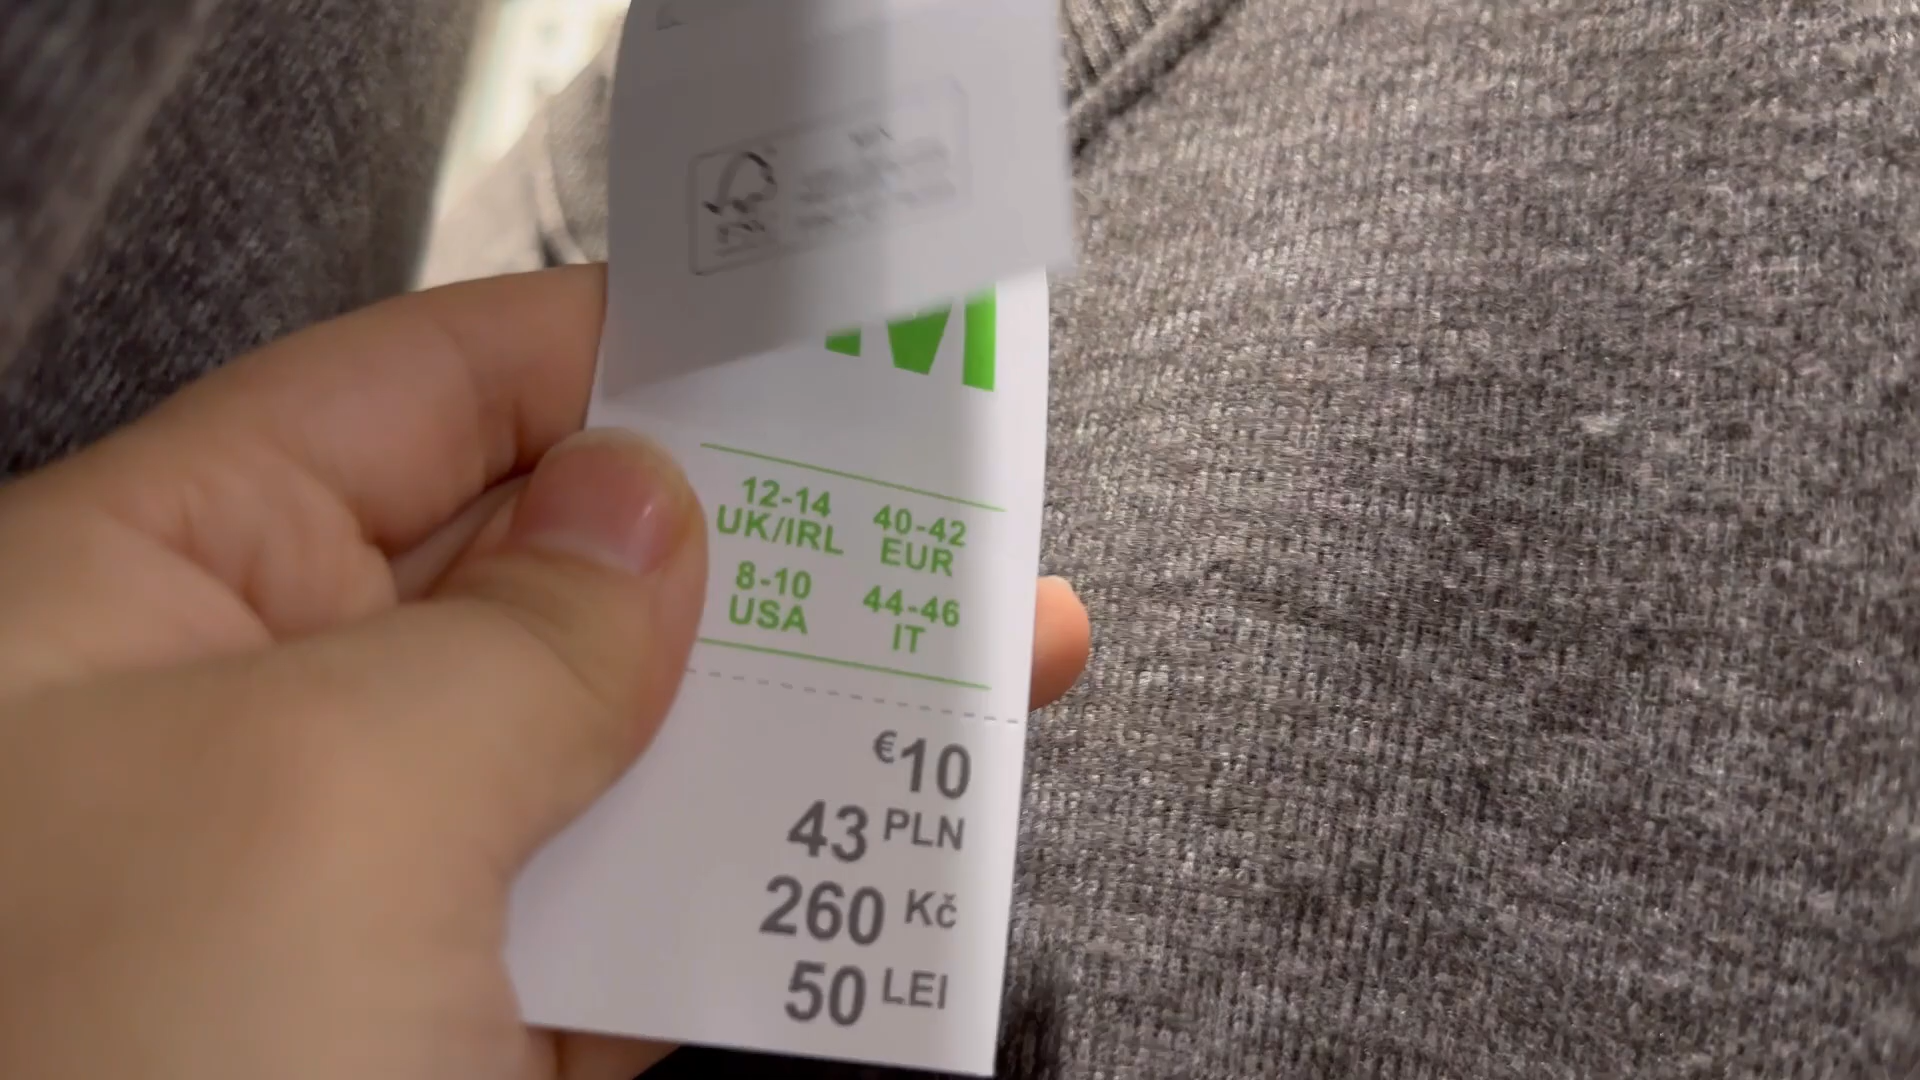 M
12-14 40-42
UK/IRL EUR
8-10 44-46
USA IT
€10
43 PLN
260 Kč
50 LEI